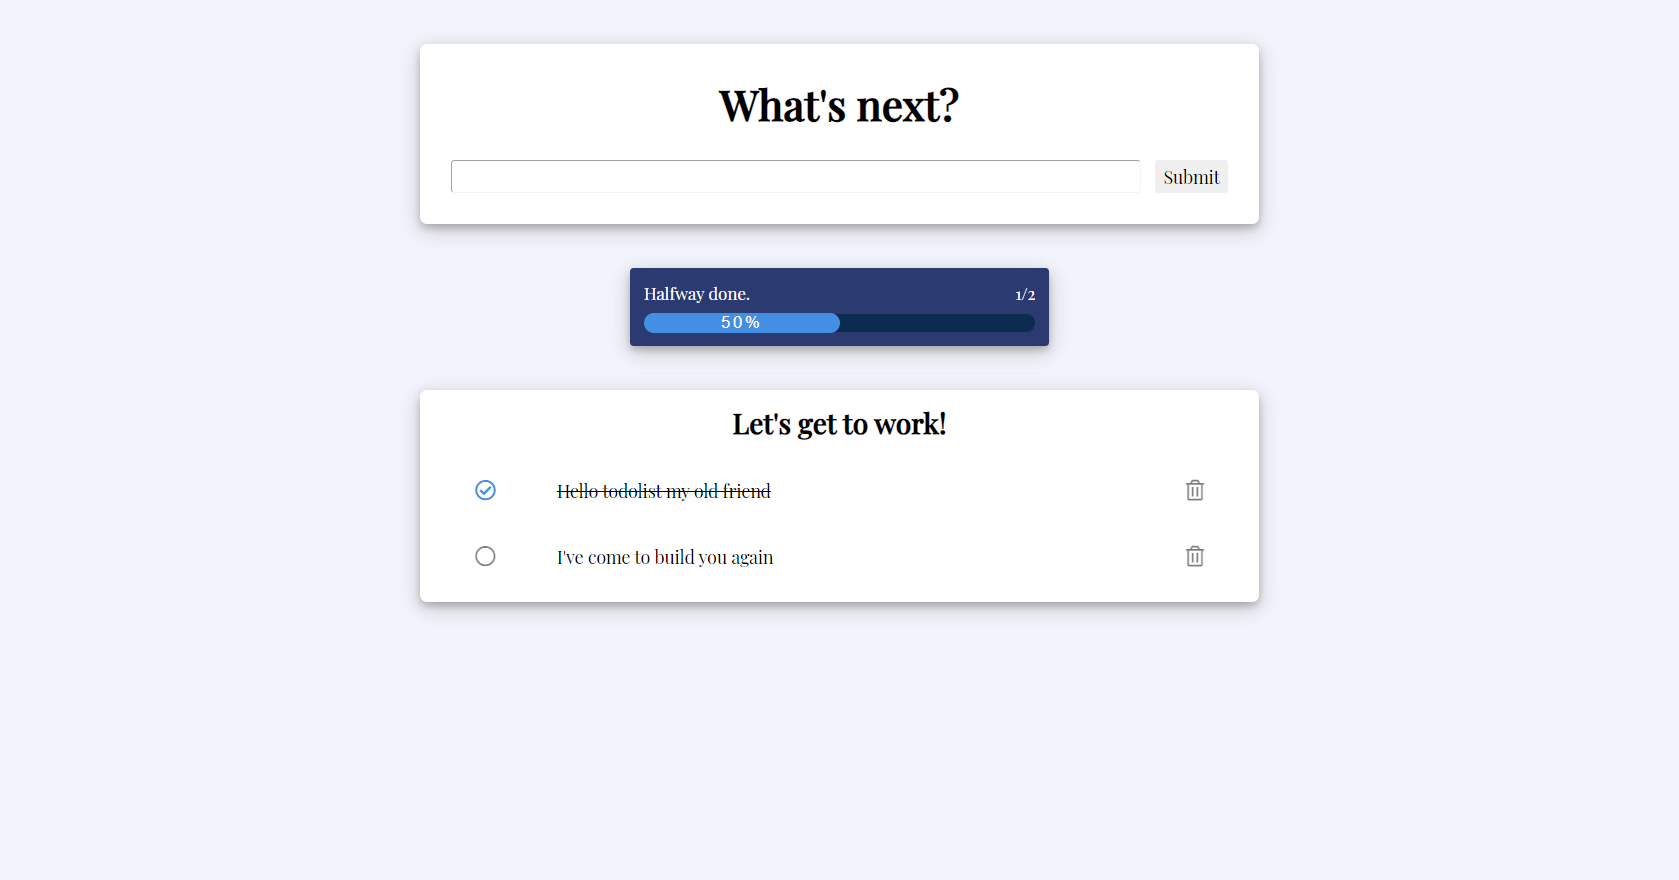 What's next?
Submit
Halfway done. 1/2
50%
Let's get to work!
Hello todolist my old friend
I've come to build you again